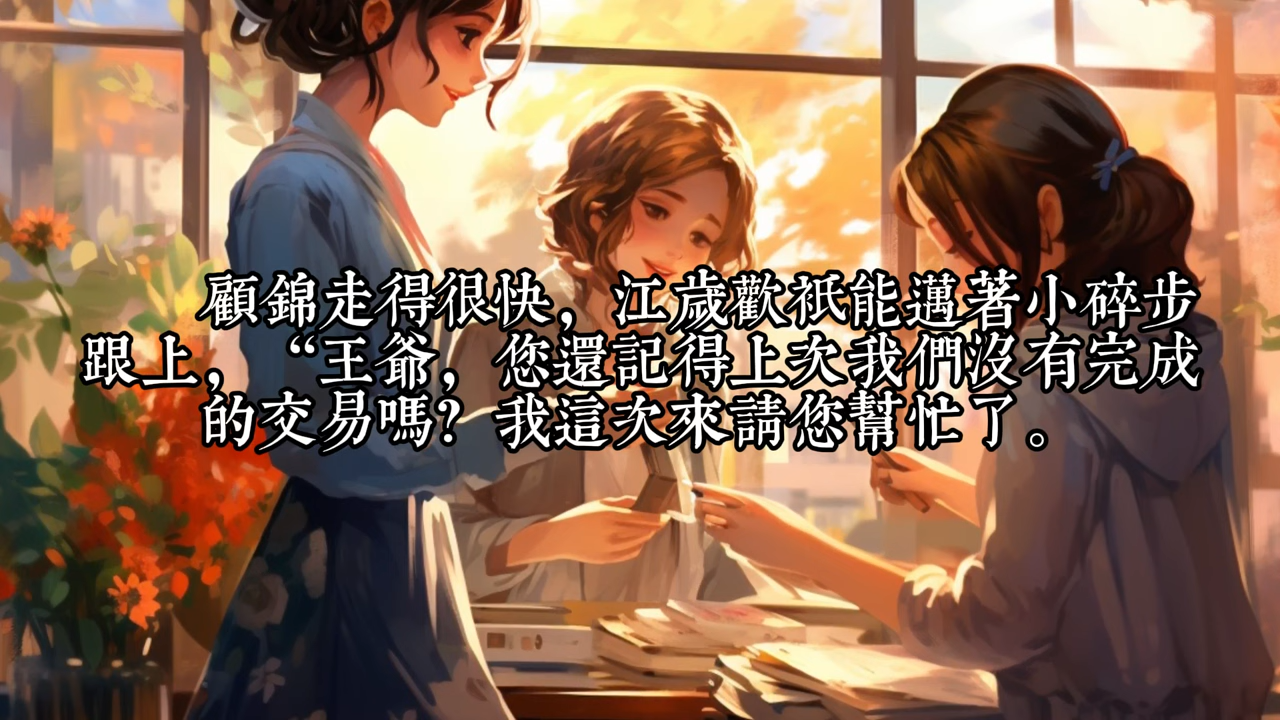 顧錦走得很快，江歲歡祇能邁著小碎步
跟上，“王爺，您還記得上次我們沒有完成
的交易嗎？我這次來請您幫忙了。